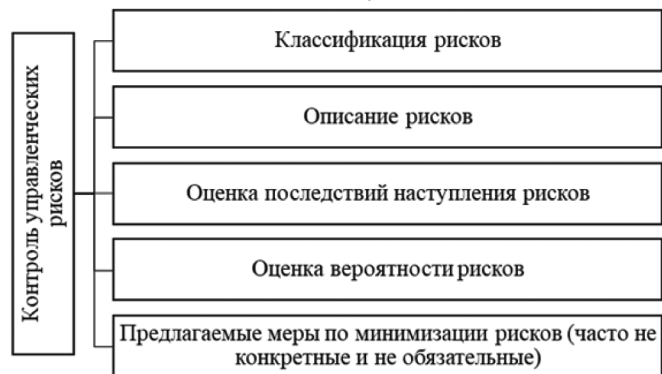 Контроль управленческих
рисков
Классификация рисков
Описание рисков
Оценка последствий наступления рисков
Оценка вероятности рисков
Предлагаемые меры по минимизации рисков (часто не
конкретные и не обязательные)